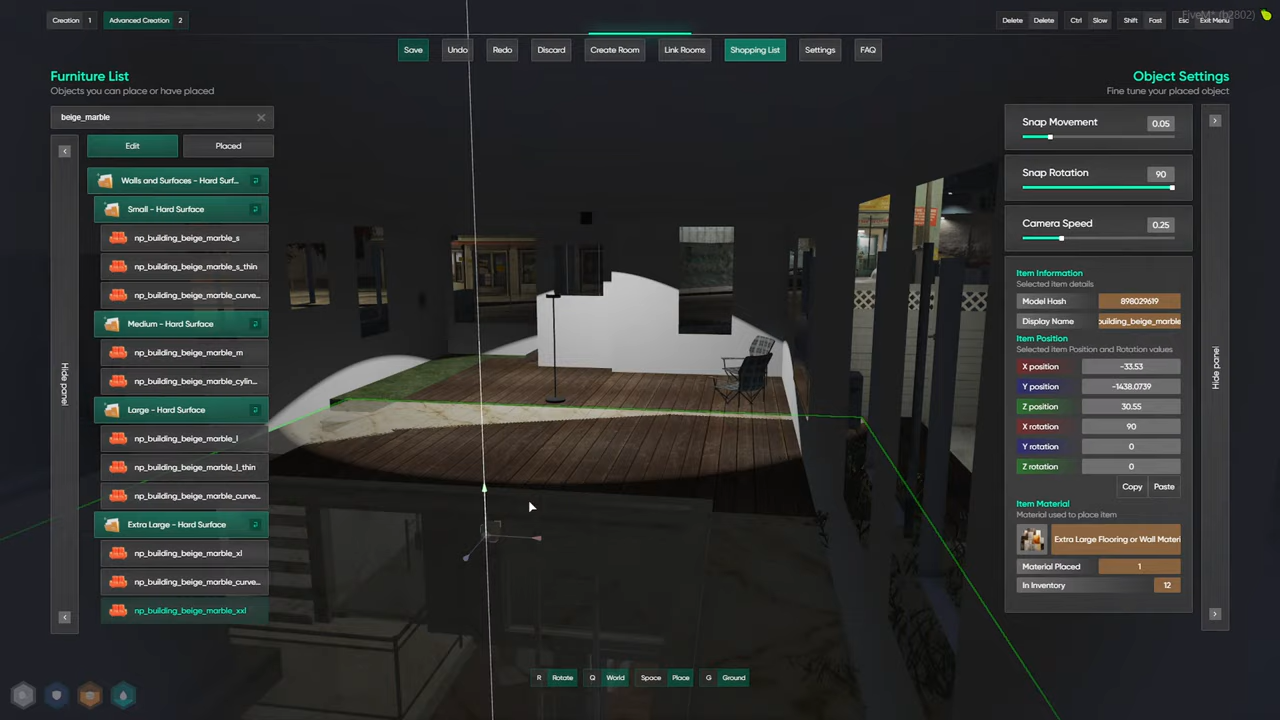 Creation 1 Advanced Creation 2
Delete Delete Ctrl Slow Shift Fast Esc Exit Menu
FiveM* (b2802)
Save Undo Redo Discard Create Room Link Rooms Shopping List Settings FAQ
Furniture List
Objects you can place or have placed
beige_marble
Edit Placed
Walls and Surfaces - Hard Surf...
Small - Hard Surface
np_building_beige_marble_s
np_building_beige_marble_s_thin
np_building_beige_marble_curve...
Medium - Hard Surface
np_building_beige_marble_m
np_building_beige_marble_cylin...
Large - Hard Surface
np_building_beige_marble_l
np_building_beige_marble_l_thin
np_building_beige_marble_curve...
Extra Large - Hard Surface
np_building_beige_marble_xl
np_building_beige_marble_curve...
np_building_beige_marble_xxl
Hide panel
R Rotate Q World Space Place G Ground
Object Settings
Fine tune your placed object
Snap Movement 0.05
Snap Rotation 90
Camera Speed 0.25
Item Information
Selected item details
Model Hash 898029619
Display Name building_beige_marble
Item Position
Selected item Position and Rotation values
X position -33.53
Y position -1438.0739
Z position 30.55
X rotation 90
Y rotation 0
Z rotation 0
Copy Paste
Item Material
Material used to place item
Extra Large Flooring or Wall Materi
Material Placed 1
In Inventory 12
Hide panel